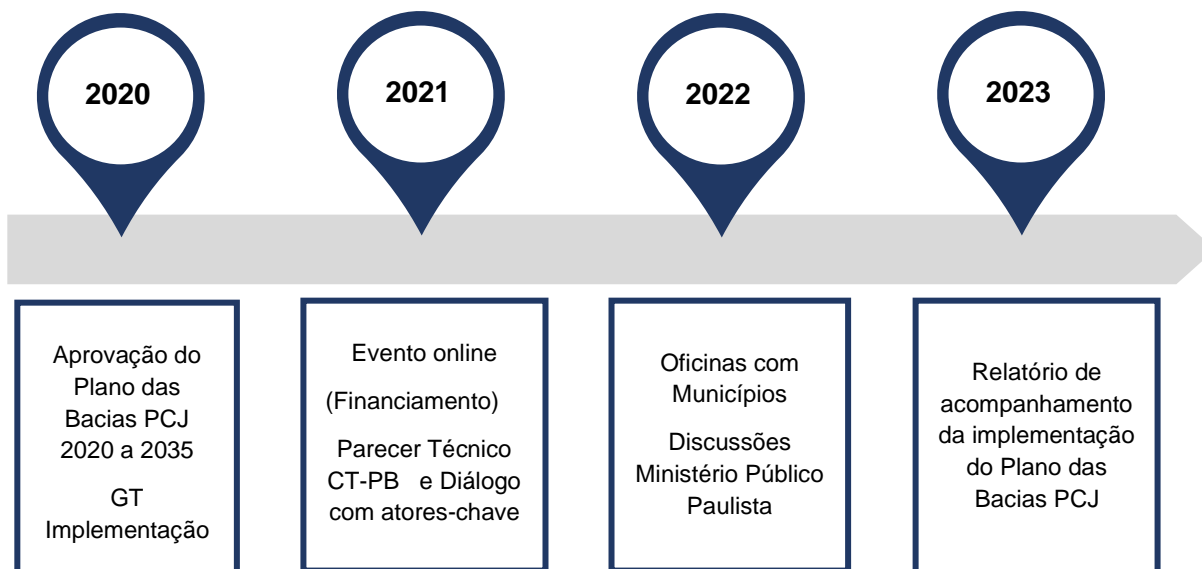 2020
2021
2022
2023
Aprovação do
Plano das
Bacias PCJ
2020 a 2035
GT
Implementação
Evento online
(Financiamento)
Parecer Técnico
CT-PB e Diálogo
com atores-chave
Oficinas com
Municípios
Discussões
Ministério Público
Paulista
Relatório de
acompanhamento
da implementação
do Plano das
Bacias PCJ